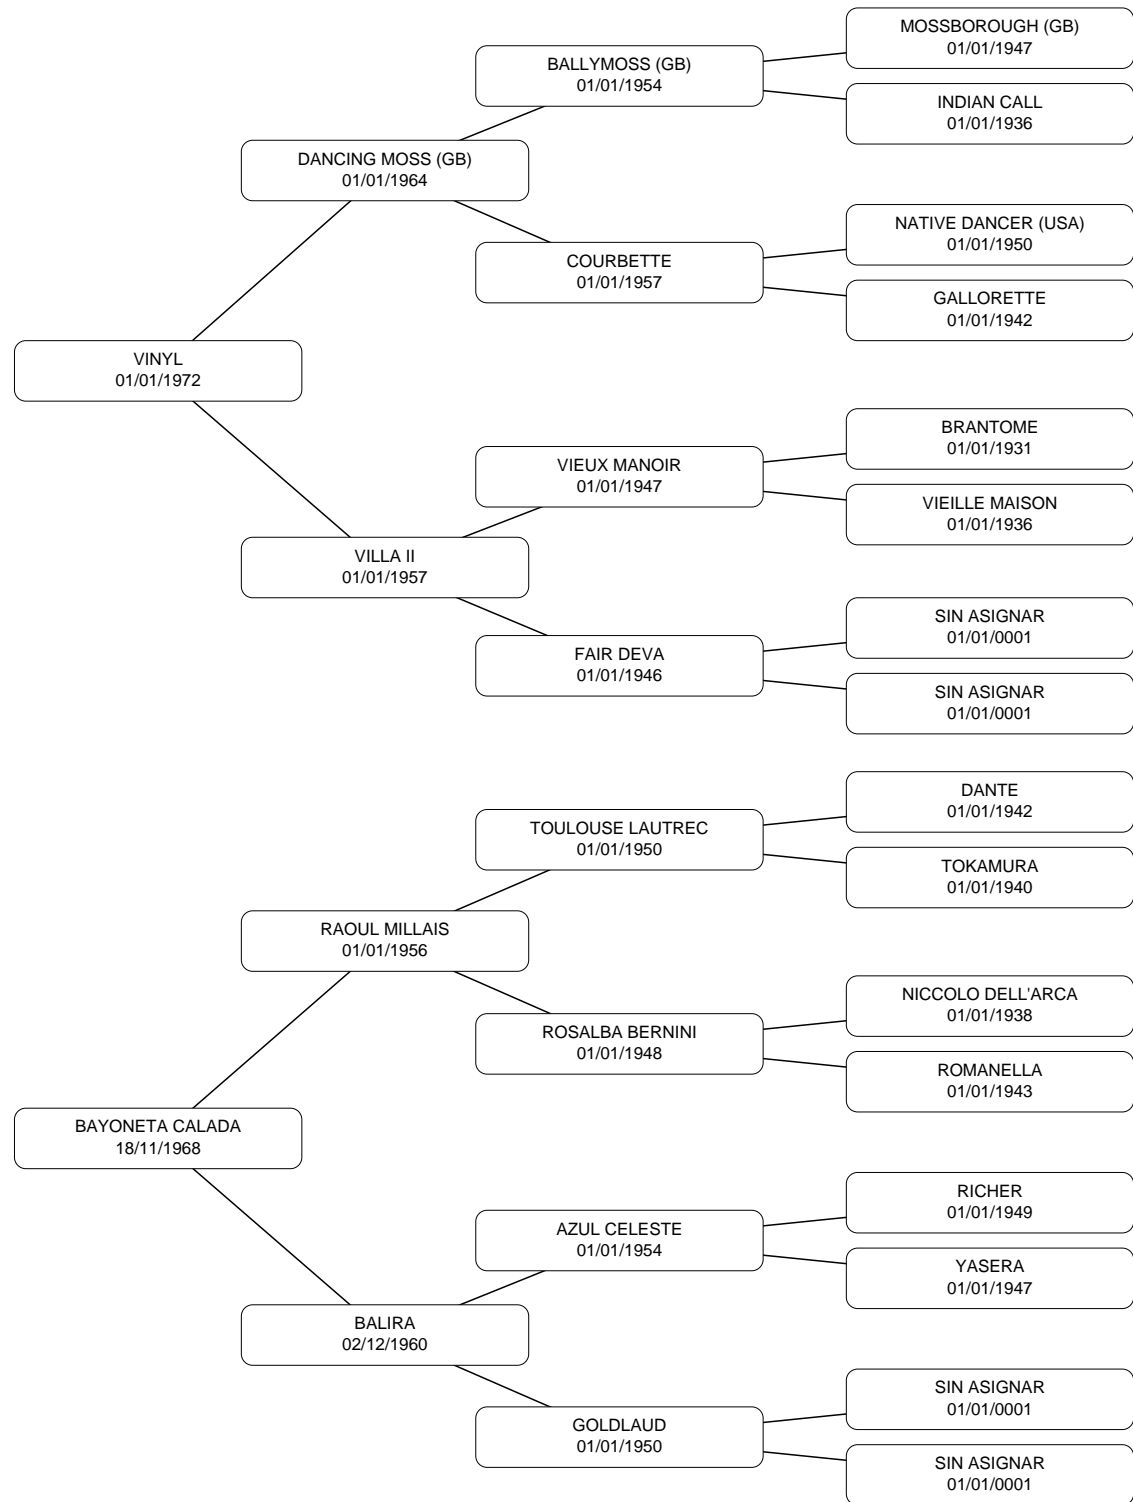 MOSSBOROUGH (GB)
01/01/1947
BALLYMOSS (GB)
01/01/1954
INDIAN CALL
01/01/1936
DANCING MOSS (GB)
01/01/1964
NATIVE DANCER (USA)
01/01/1950
COURBETTE
01/01/1957
GALLORETTE
01/01/1942
VINYL
01/01/1972
BRANTOME
01/01/1931
VIEUX MANOIR
01/01/1947
VIEILLE MAISON
01/01/1936
VILLA II
01/01/1957
SIN ASIGNAR
01/01/0001
FAIR DEVA
01/01/1946
SIN ASIGNAR
01/01/0001
DANTE
01/01/1942
TOULOUSE LAUTREC
01/01/1950
TOKAMURA
01/01/1940
RAOUL MILLAIS
01/01/1956
NICCOLO DELL'ARCA
01/01/1938
ROSALBA BERNINI
01/01/1948
ROMANELLA
01/01/1943
BAYONETA CALADA
18/11/1968
RICHER
01/01/1949
AZUL CELESTE
01/01/1954
YASERA
01/01/1947
BALIRA
02/12/1960
SIN ASIGNAR
01/01/0001
GOLDLAUD
01/01/1950
SIN ASIGNAR
01/01/0001